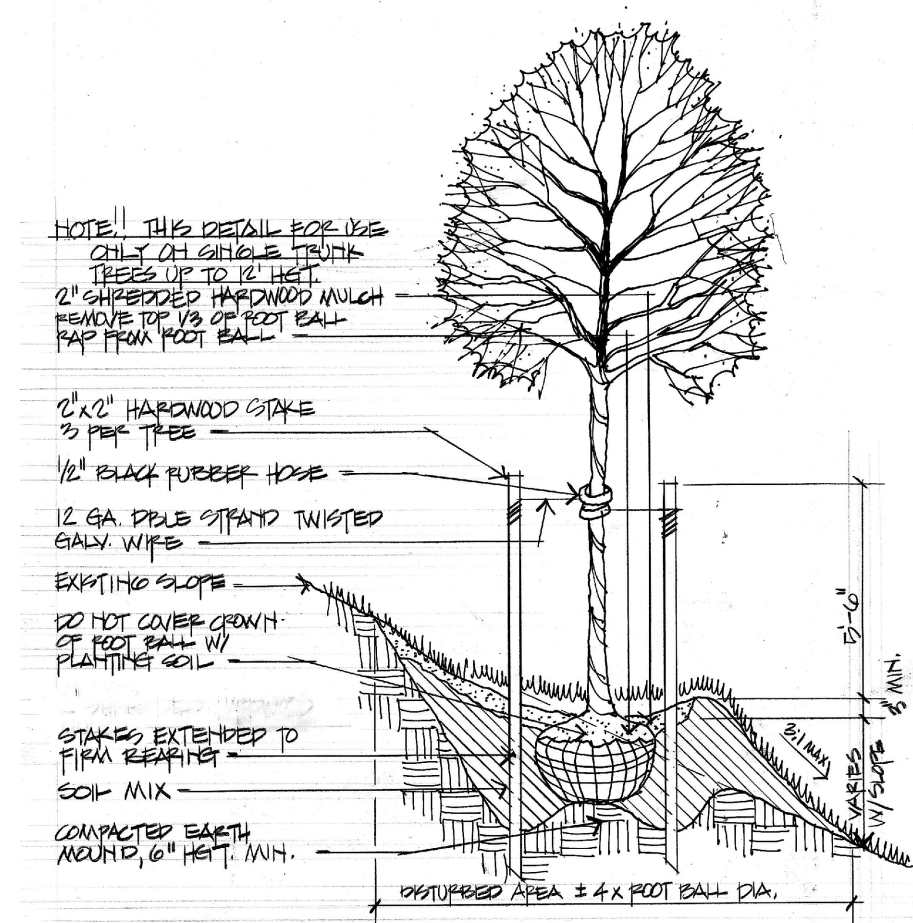 NOTE!! THIS DETAIL FOR USE
ONLY ON SINGLE TRUNK
TREES UP TO 12' HGT.
2" SHREDDED HARDWOOD MULCH
REMOVE TOP 1/3 OF ROOT BALL
RAP FROM ROOT BALL
2"x2" HARDWOOD STAKE
3 PER TREE
1/2" BLACK RUBBER HOSE
12 GA. DBLE STRAND TWISTED
GALV. WIRE
EXISTING SLOPE
DO NOT COVER CROWN
OF ROOT BALL W/
PLANTING SOIL
STAKES EXTENDED TO
FIRM BEARING
SOIL MIX
COMPACTED EARTH
MOUND, 6" HGT. MIN.
5'-6"
MIN.
3:1 MAX
VARIES
W/ SLOPE
DISTURBED AREA ± 4 x ROOT BALL DIA.